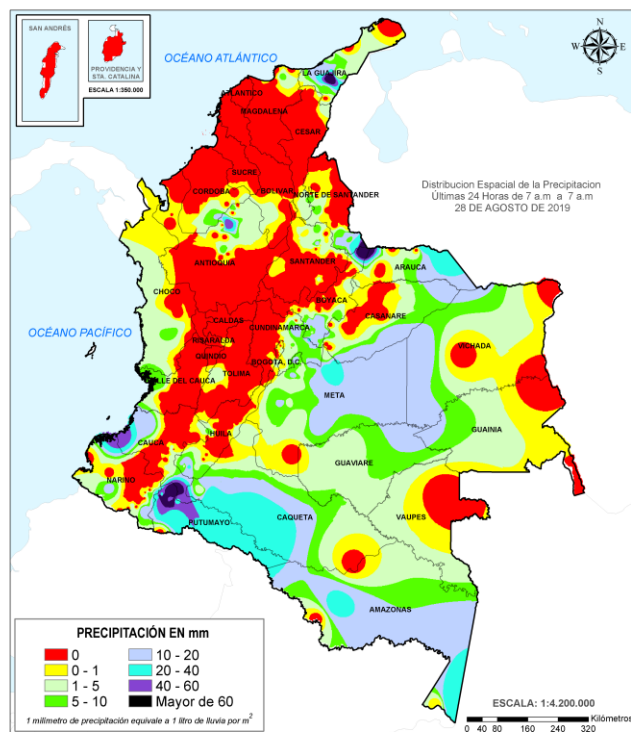 SAN ANDRÉS
PROVIDENCIA Y
STA. CATALINA
ESCALA 1:350.000
OCÉANO ATLÁNTICO
N
W
E
S
LA GUAJIRA
ATLANTICO
MAGDALENA
CESAR
SUCRE
CORDOBA
BOLIVAR
NORTE DE SANTANDER
Distribucion Espacial de la Precipitacion
Últimas 24 Horas de 7 a.m a 7 a.m
28 DE AGOSTO DE 2019
ANTIOQUIA
SANTANDER
ARAUCA
CHOCO
BOYACA
CASANARE
OCÉANO PACÍFICO
CALDAS
CUNDINAMARCA
RISARALDA
VICHADA
QUINDIO
BOGOTA, D.C.
TOLIMA
VALLE DEL CAUCA
META
GUAINIA
CAUCA
HUILA
GUAVIARE
NARIÑO
VAUPES
PUTUMAYO
CAQUETA
AMAZONAS
PRECIPITACIÓN EN mm
0
10 - 20
0 - 1
20 - 40
1 - 5
40 - 60
5 - 10
Mayor de 60
1 milimetro de precipitación equivale a 1 litro de lluvia por m²
ESCALA: 1:4.200.000
Kilómetros
0 40 80 160 240 320